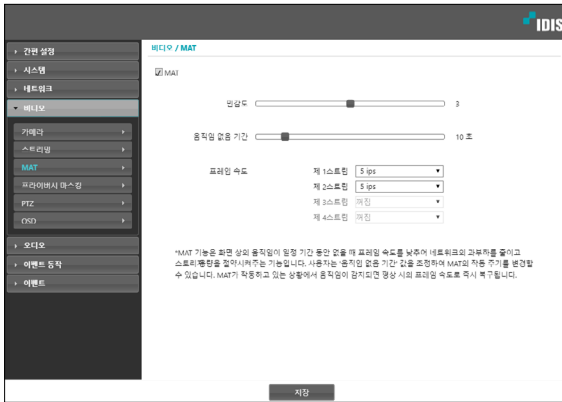 IDIS
간편 설정
시스템
네트워크
비디오
카메라
스트리밍
MAT
프라이버시 마스킹
PTZ
OSD
오디오
이벤트 동작
이벤트
비디오 / MAT
MAT
민감도 3
움직임 없음 기간 10 초
프레임 속도 제 1스트림 5 ips
제 2스트림 5 ips
제 3스트림 꺼짐
제 4스트림 꺼짐
*MAT 기능은 화면 상의 움직임이 일정 기간 동안 없을 때 프레임 속도를 낮추어 네트워크의 과부하를 줄이고
스토리지 용량을 절약시켜주는 기능입니다. 사용자는 '움직임 없음 기간' 값을 조정하여 MAT의 작동 주기를 변경할
수 있습니다. MAT가 작동하고 있는 상황에서 움직임이 감지되면 평상 시의 프레임 속도로 즉시 복구됩니다.
저장